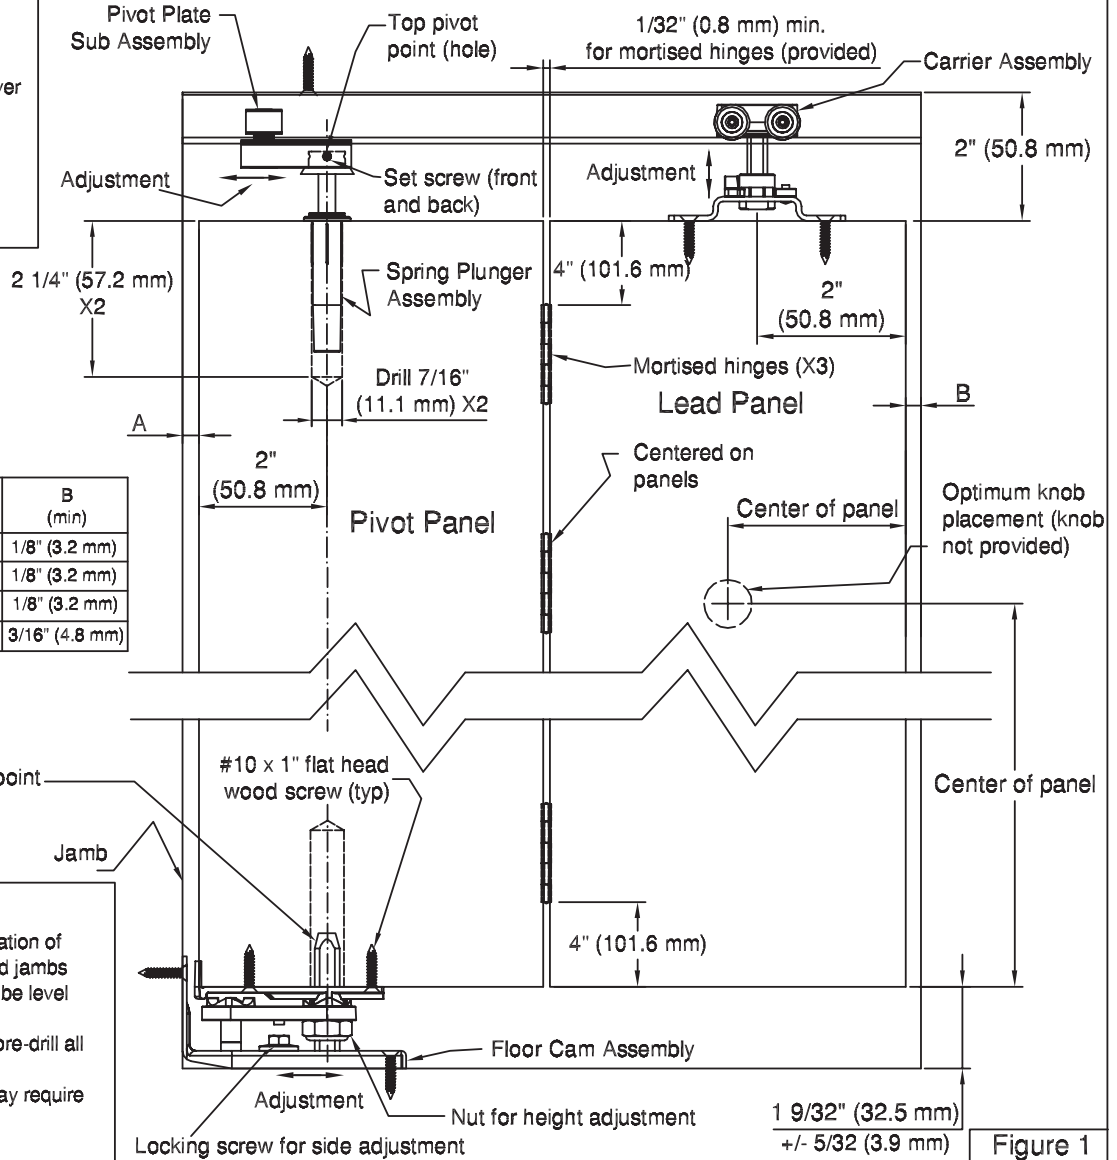 Pivot Plate
Sub Assembly
Top pivot
point (hole)
1/32" (0.8 mm) min.
for mortised hinges (provided)
Carrier Assembly
2" (50.8 mm)
Adjustment
Set screw (front
and back)
Adjustment
2 1/4" (57.2 mm)
X2
Spring Plunger
Assembly
4" (101.6 mm)
2"
(50.8 mm)
Mortised hinges (X3)
Drill 7/16"
(11.1 mm) X2
Lead Panel
A
B
2"
(50.8 mm)
Centered on
panels
Pivot Panel
Center of panel
Optimum knob
placement (knob
not provided)
B
(min)
1/8" (3.2 mm)
1/8" (3.2 mm)
1/8" (3.2 mm)
3/16" (4.8 mm)
#10 x 1" flat head
wood screw (typ)
point
Center of panel
Jamb
4" (101.6 mm)
ation of
d jambs
be level
ore-drill all
ay require
Floor Cam Assembly
Adjustment
Nut for height adjustment
Locking screw for side adjustment
1 9/32" (32.5 mm)
+/- 5/32 (3.9 mm)
Figure 1